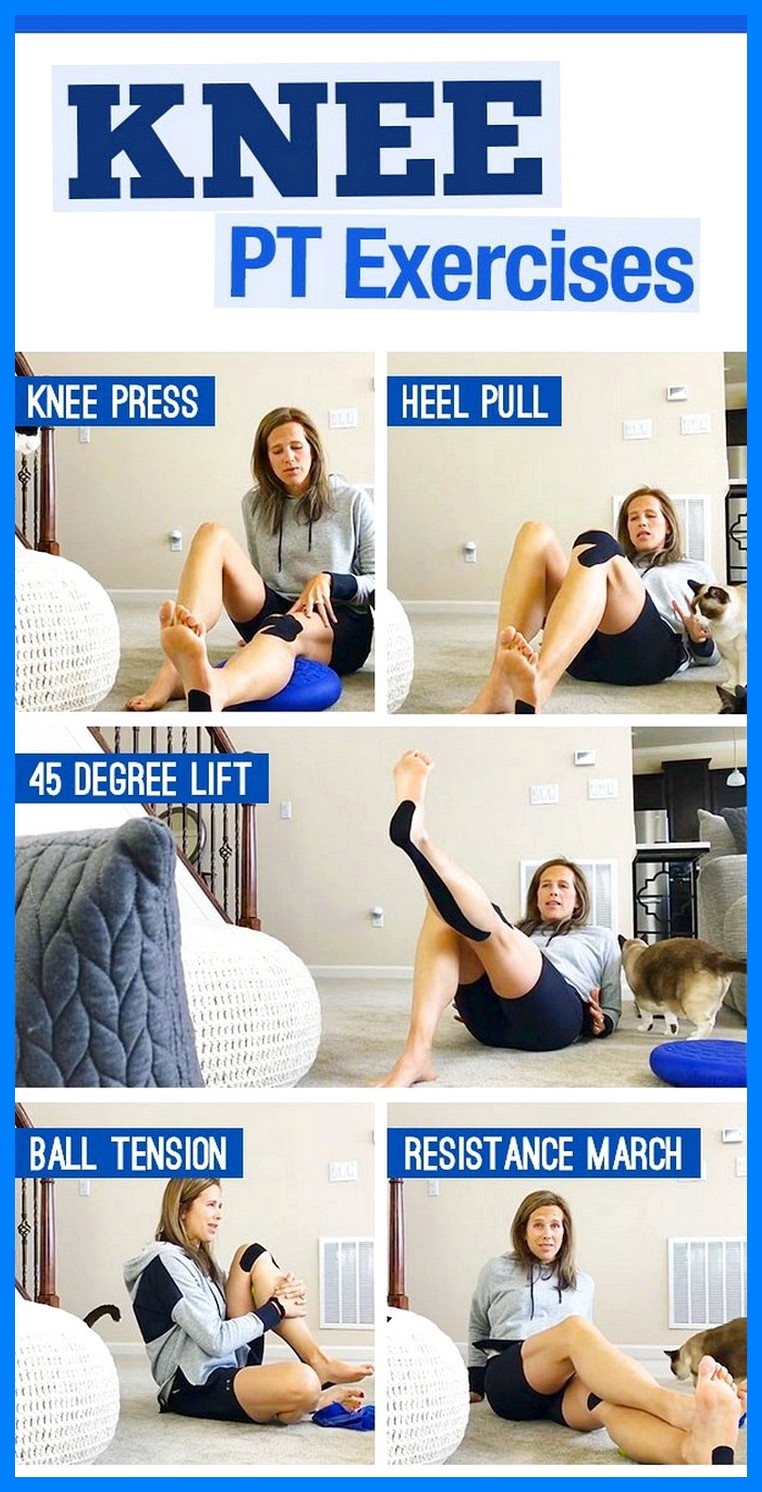 KNEE
PT Exercises
KNEE PRESS
HEEL PULL
45 DEGREE LIFT
BALL TENSION
RESISTANCE MARCH